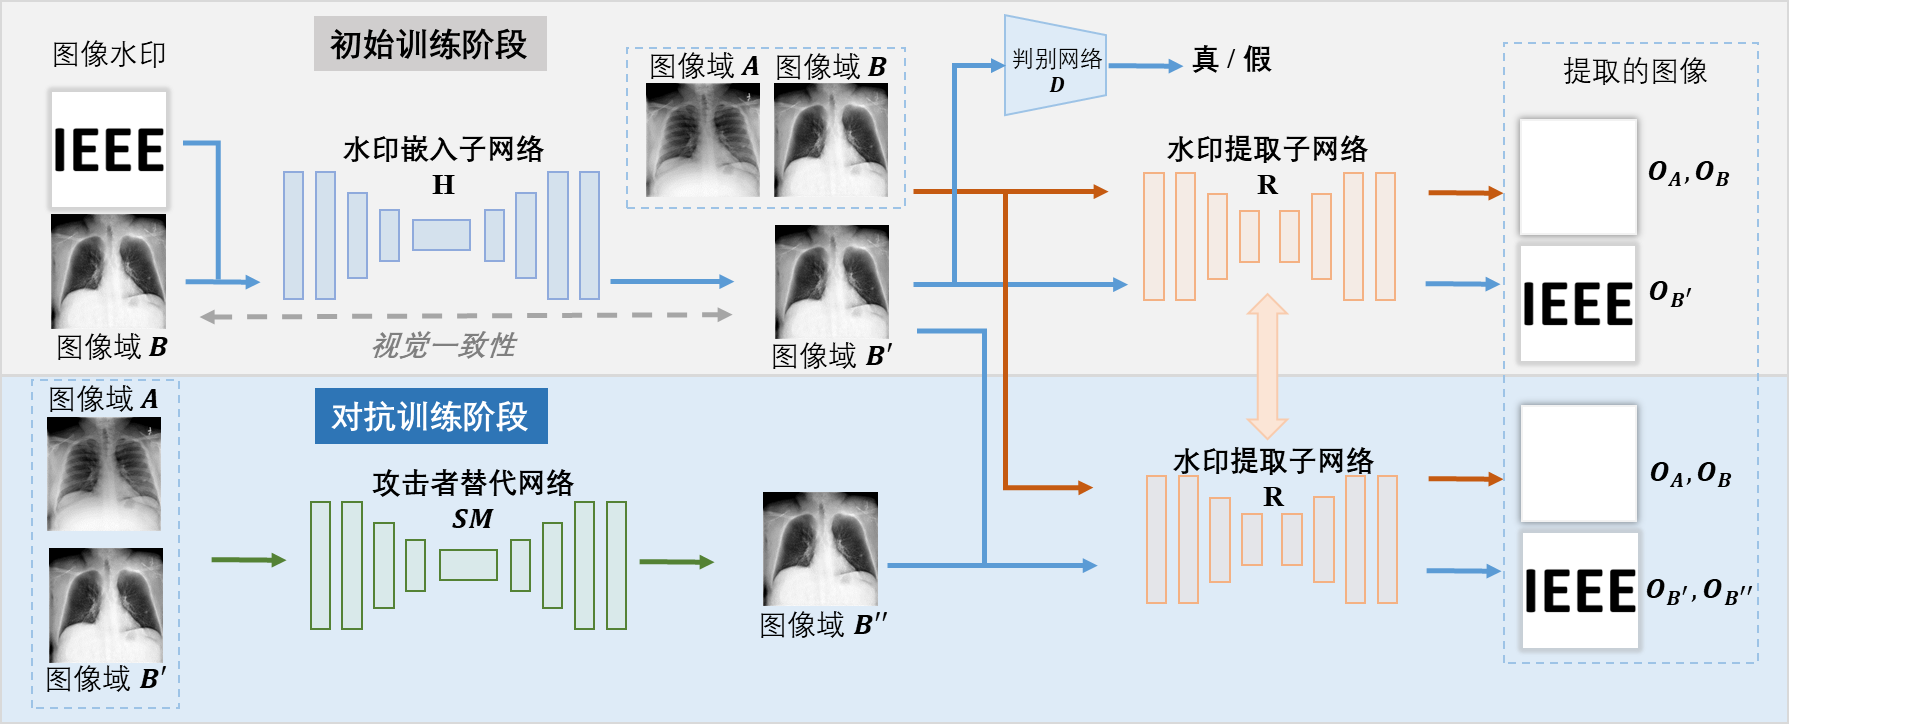 初始训练阶段
图像水印
IEEE
图像域 B
水印嵌入子网络
H
视觉一致性
图像域 A
图像域 B
图像域 B′
判别网络
D
真 / 假
水印提取子网络
R
提取的图像
O_A, O_B
IEEE
O_B′
对抗训练阶段
图像域 A
图像域 B′
攻击者替代网络
SM
图像域 B′′
水印提取子网络
R
O_A, O_B
IEEE
O_B′, O_B′′